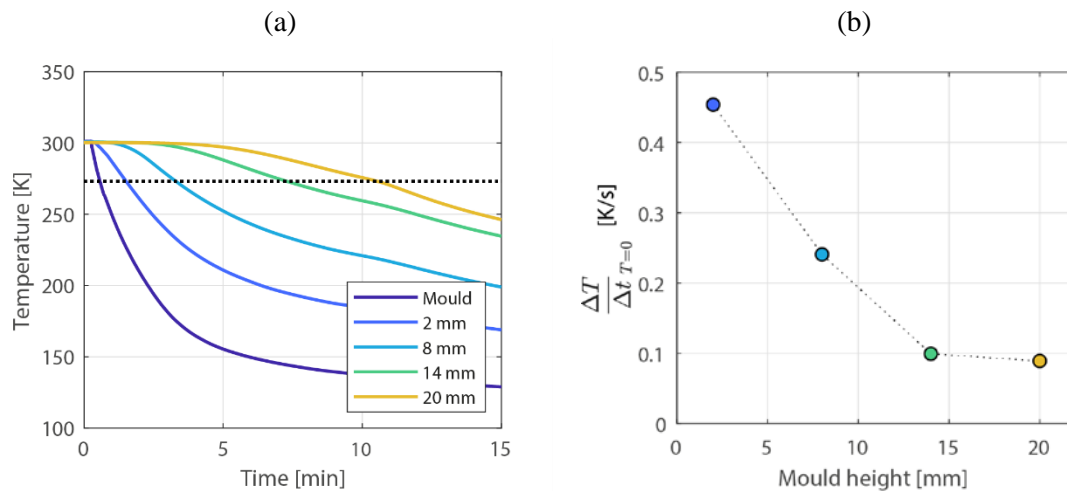 (a)
(b)
350
300
250
200
150
100
Temperature [K]
0
5
10
15
Time [min]
Mould
2 mm
8 mm
14 mm
20 mm
0.5
0.4
0.3
0.2
0.1
0
ΔT/Δt T=0 [K/s]
0
5
10
15
20
Mould height [mm]